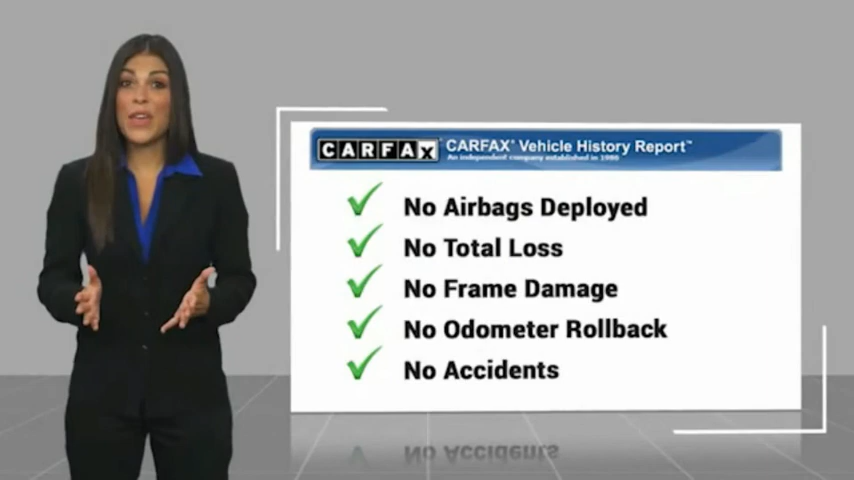 CARFAX CARFAX® Vehicle History Report™
An independent company established in 1986
No Airbags Deployed
No Total Loss
No Frame Damage
No Odometer Rollback
No Accidents
No Accidents